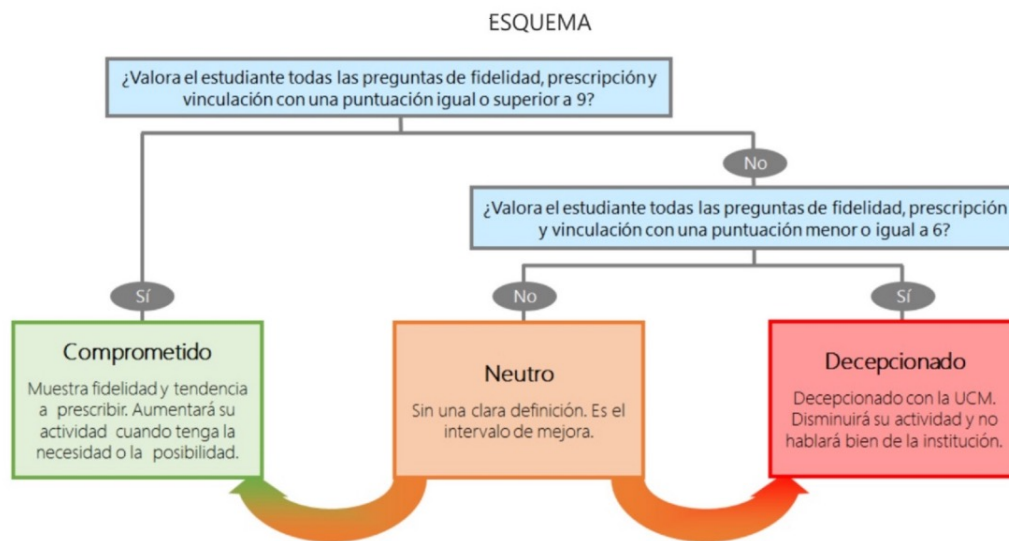 ESQUEMA
¿Valora el estudiante todas las preguntas de fidelidad, prescripción y
vinculación con una puntuación igual o superior a 9?
No
¿Valora el estudiante todas las preguntas de fidelidad, prescripción
y vinculación con una puntuación menor o igual a 6?
Sí
No
Sí
Comprometido
Muestra fidelidad y tendencia
a prescribir. Aumentará su
actividad cuando tenga la
necesidad o la posibilidad.
Neutro
Sin una clara definición. Es el
intervalo de mejora.
Decepcionado
Decepcionado con la UCM.
Disminuirá su actividad y no
hablará bien de la institución.